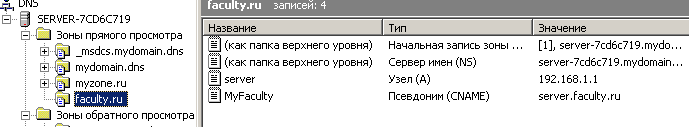 DNS
SERVER-7CD6C719
Зоны прямого просмотра
_msdcs.mydomain.dns
mydomain.dns
myzone.ru
faculty.ru
Зоны обратного просмотра
faculty.ru записей: 4
Название Тип Значение
(как папка верхнего уровня) Начальная запись зоны ... [1], server-7cd6c719.mydo...
(как папка верхнего уровня) Сервер имен (NS) server-7cd6c719.mydomain...
server Узел (A) 192.168.1.1
MyFaculty Псевдоним (CNAME) server.faculty.ru